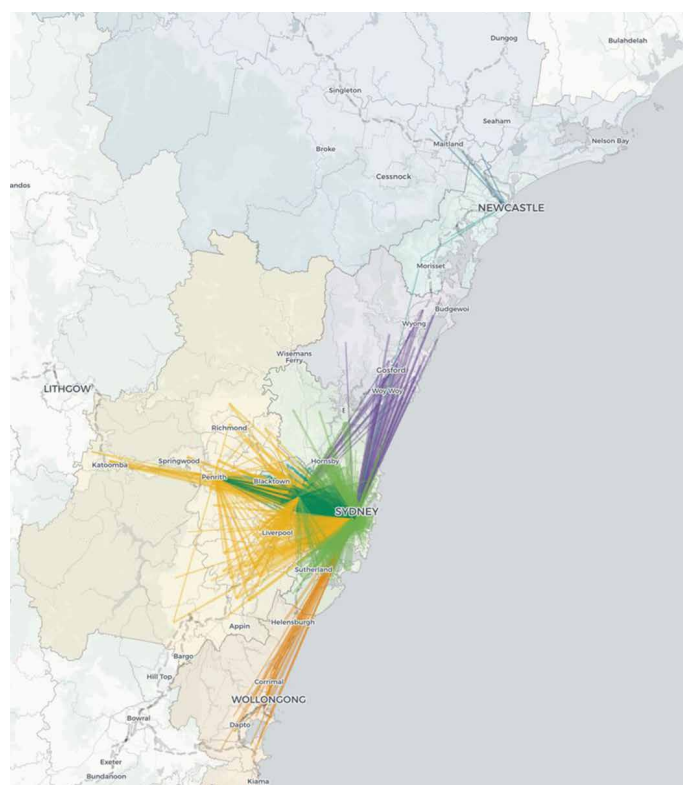 Dungog
Bulahdelah
Singleton
Seaham
Maitland
Nelson Bay
Broke
Cessnock
andos
NEWCASTLE
Morisset
Budgewoi
Wyong
Wisemans
Ferry
Gosford
LITHGOW
Woy Woy
Richmond
Katoomba
Springwood
Hornsby
Penrith
Blacktown
SYDNEY
Liverpool
Sutherland
Appin
Helensburgh
Bargo
Hill Top
Corrimal
WOLLONGONG
Bowral
Dapto
Exeter
Bundanoon
Kiama